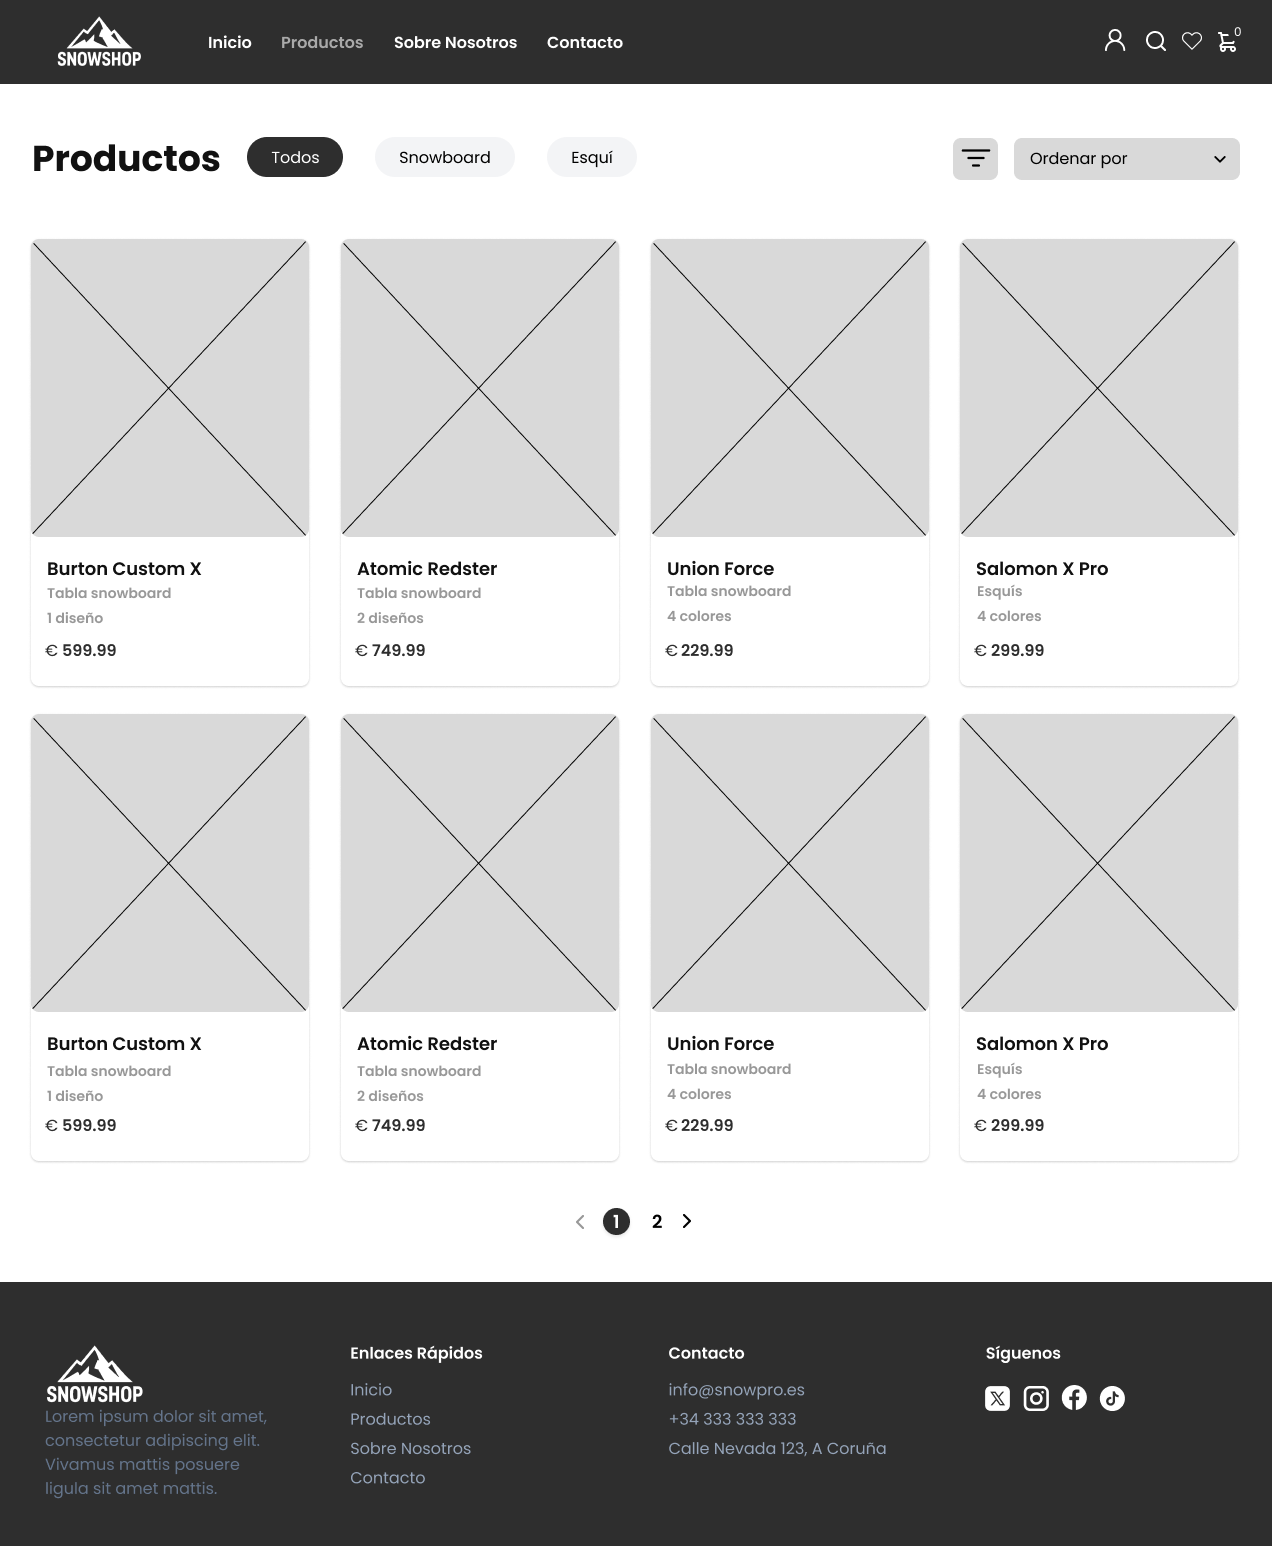 SNOWSHOP
Inicio
Productos
Sobre Nosotros
Contacto
0
Productos
Todos
Snowboard
Esquí
Ordenar por
Burton Custom X
Tabla snowboard
1 diseño
€ 599.99
Atomic Redster
Tabla snowboard
2 diseños
€ 749.99
Union Force
Tabla snowboard
4 colores
€ 229.99
Salomon X Pro
Esquís
4 colores
€ 299.99
Burton Custom X
Tabla snowboard
1 diseño
€ 599.99
Atomic Redster
Tabla snowboard
2 diseños
€ 749.99
Union Force
Tabla snowboard
4 colores
€ 229.99
Salomon X Pro
Esquís
4 colores
€ 299.99
1
2
SNOWSHOP
Lorem ipsum dolor sit amet,
consectetur adipiscing elit.
Vivamus mattis posuere
ligula sit amet mattis.
Enlaces Rápidos
Inicio
Productos
Sobre Nosotros
Contacto
Contacto
info@snowpro.es
+34 333 333 333
Calle Nevada 123, A Coruña
Síguenos